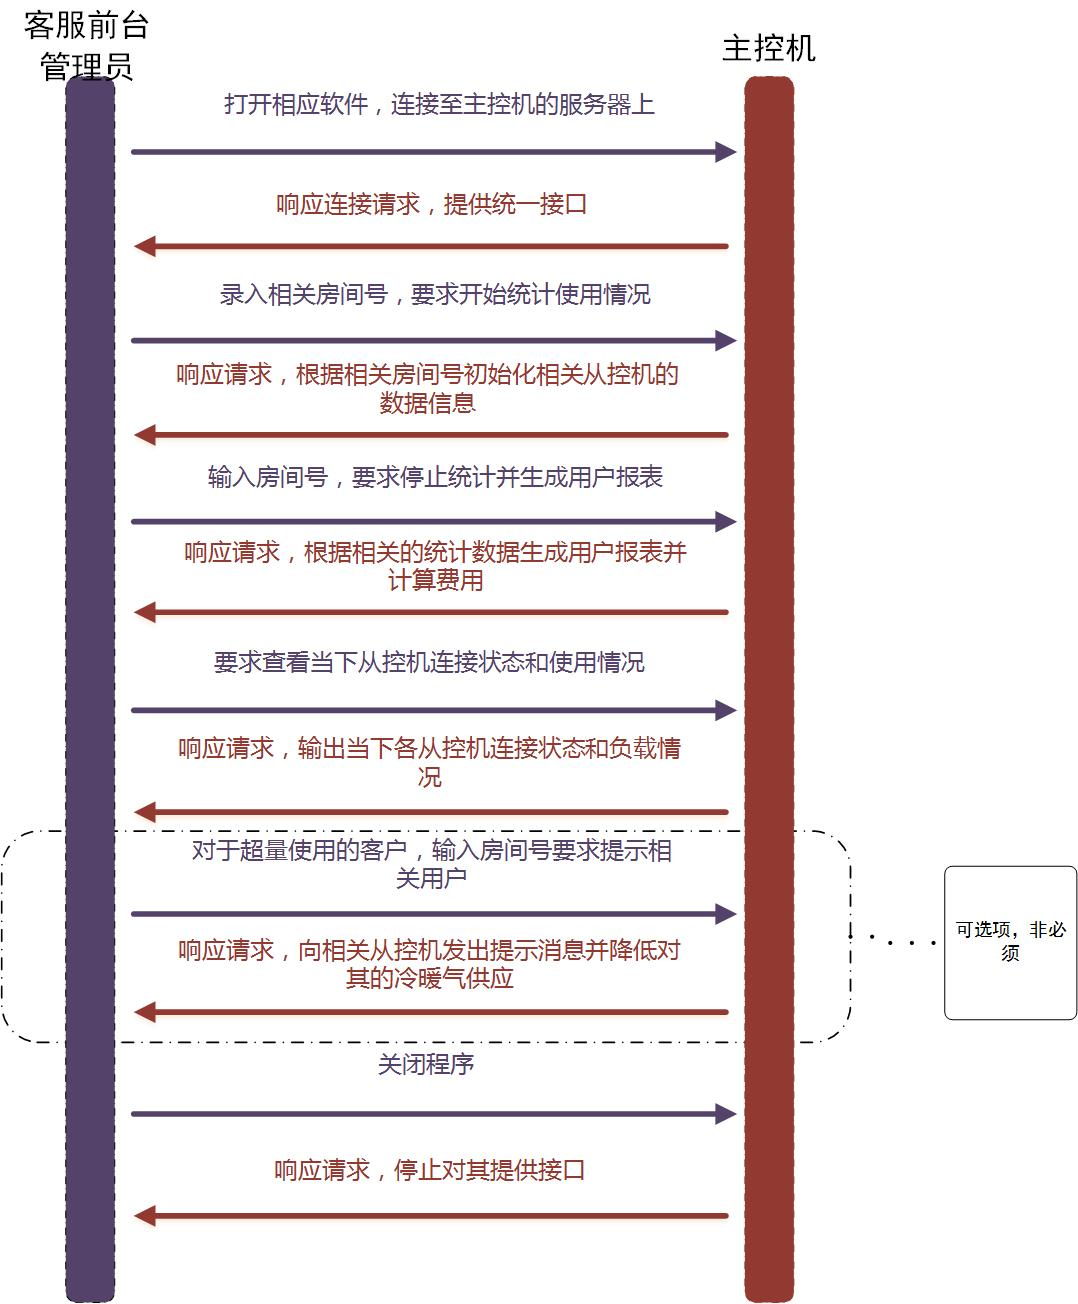 客服前台
管理员
主控机
打开相应软件，连接至主控机的服务器上
响应连接请求，提供统一接口
录入相关房间号，要求开始统计使用情况
响应请求，根据相关房间号初始化相关从控机的
数据信息
输入房间号，要求停止统计并生成用户报表
响应请求，根据相关的统计数据生成用户报表并
计算费用
要求查看当下从控机连接状态和使用情况
响应请求，输出当下各从控机连接状态和负载情
况
对于超量使用的客户，输入房间号要求提示相
关用户
响应请求，向相关从控机发出提示消息并降低对
其的冷暖气供应
可选项，非必
须
关闭程序
响应请求，停止对其提供接口